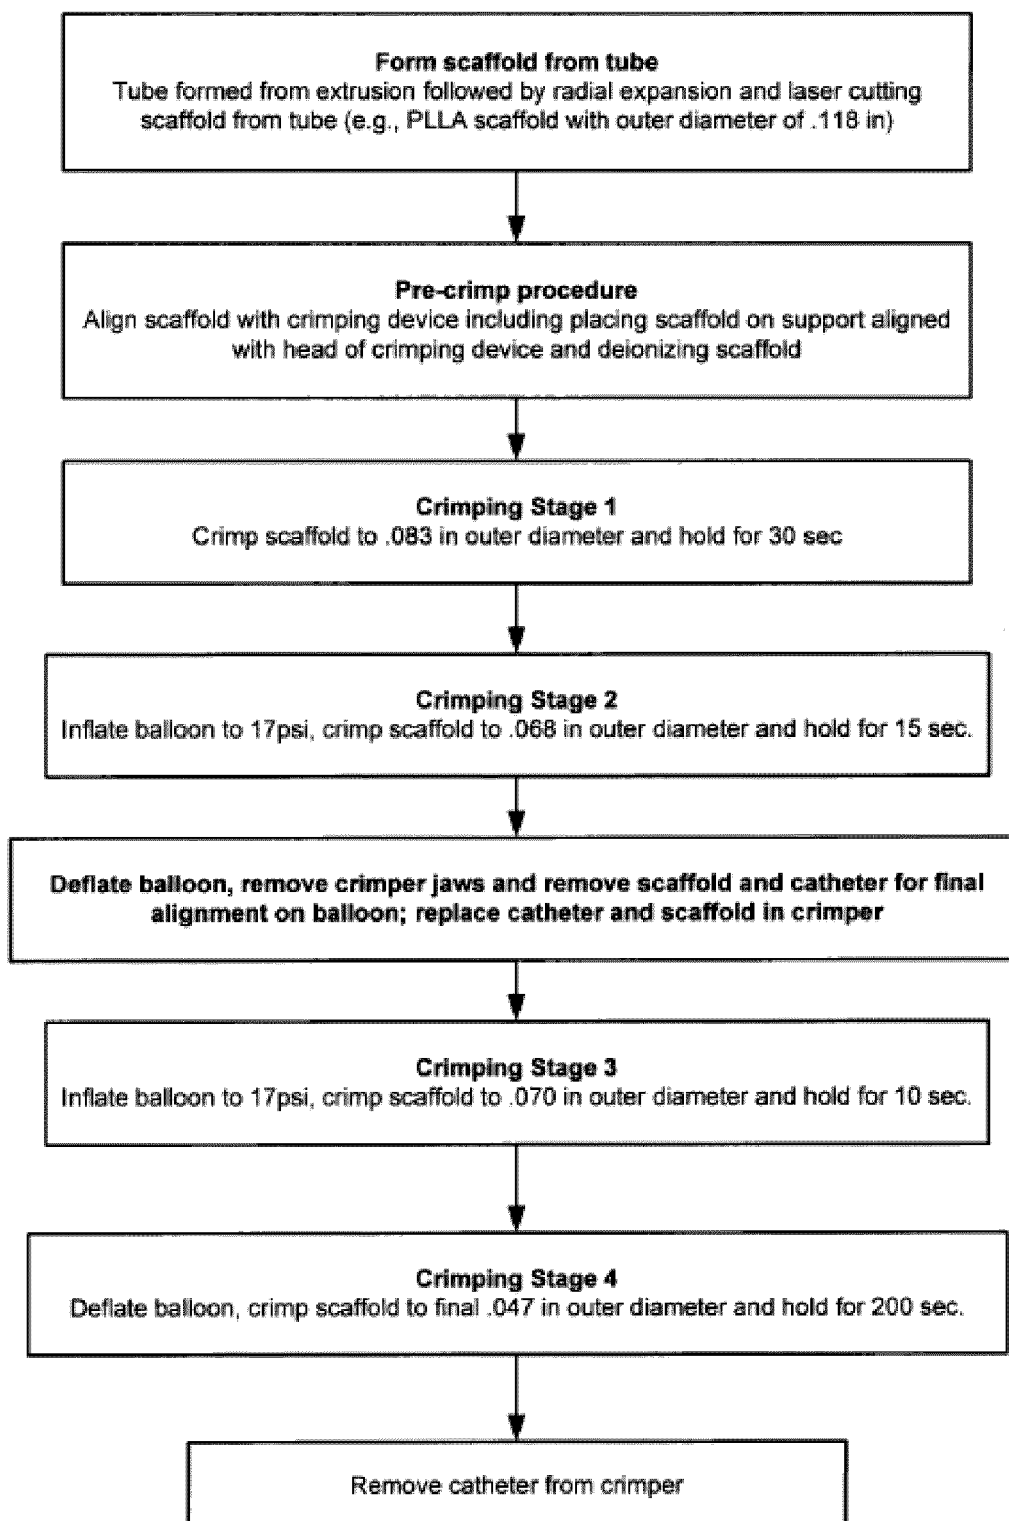 Form scaffold from tube
Tube formed from extrusion followed by radial expansion and laser cutting
scaffold from tube (e.g., PLLA scaffold with outer diameter of .118 in)
Pre-crimp procedure
Align scaffold with crimping device including placing scaffold on support aligned
with head of crimping device and deionizing scaffold
Crimping Stage 1
Crimp scaffold to .083 in outer diameter and hold for 30 sec
Crimping Stage 2
Inflate balloon to 17psi, crimp scaffold to .068 in outer diameter and hold for 15 sec.
Deflate balloon, remove crimper jaws and remove scaffold and catheter for final
alignment on balloon; replace catheter and scaffold in crimper
Crimping Stage 3
Inflate balloon to 17psi, crimp scaffold to .070 in outer diameter and hold for 10 sec.
Crimping Stage 4
Deflate balloon, crimp scaffold to final .047 in outer diameter and hold for 200 sec.
Remove catheter from crimper